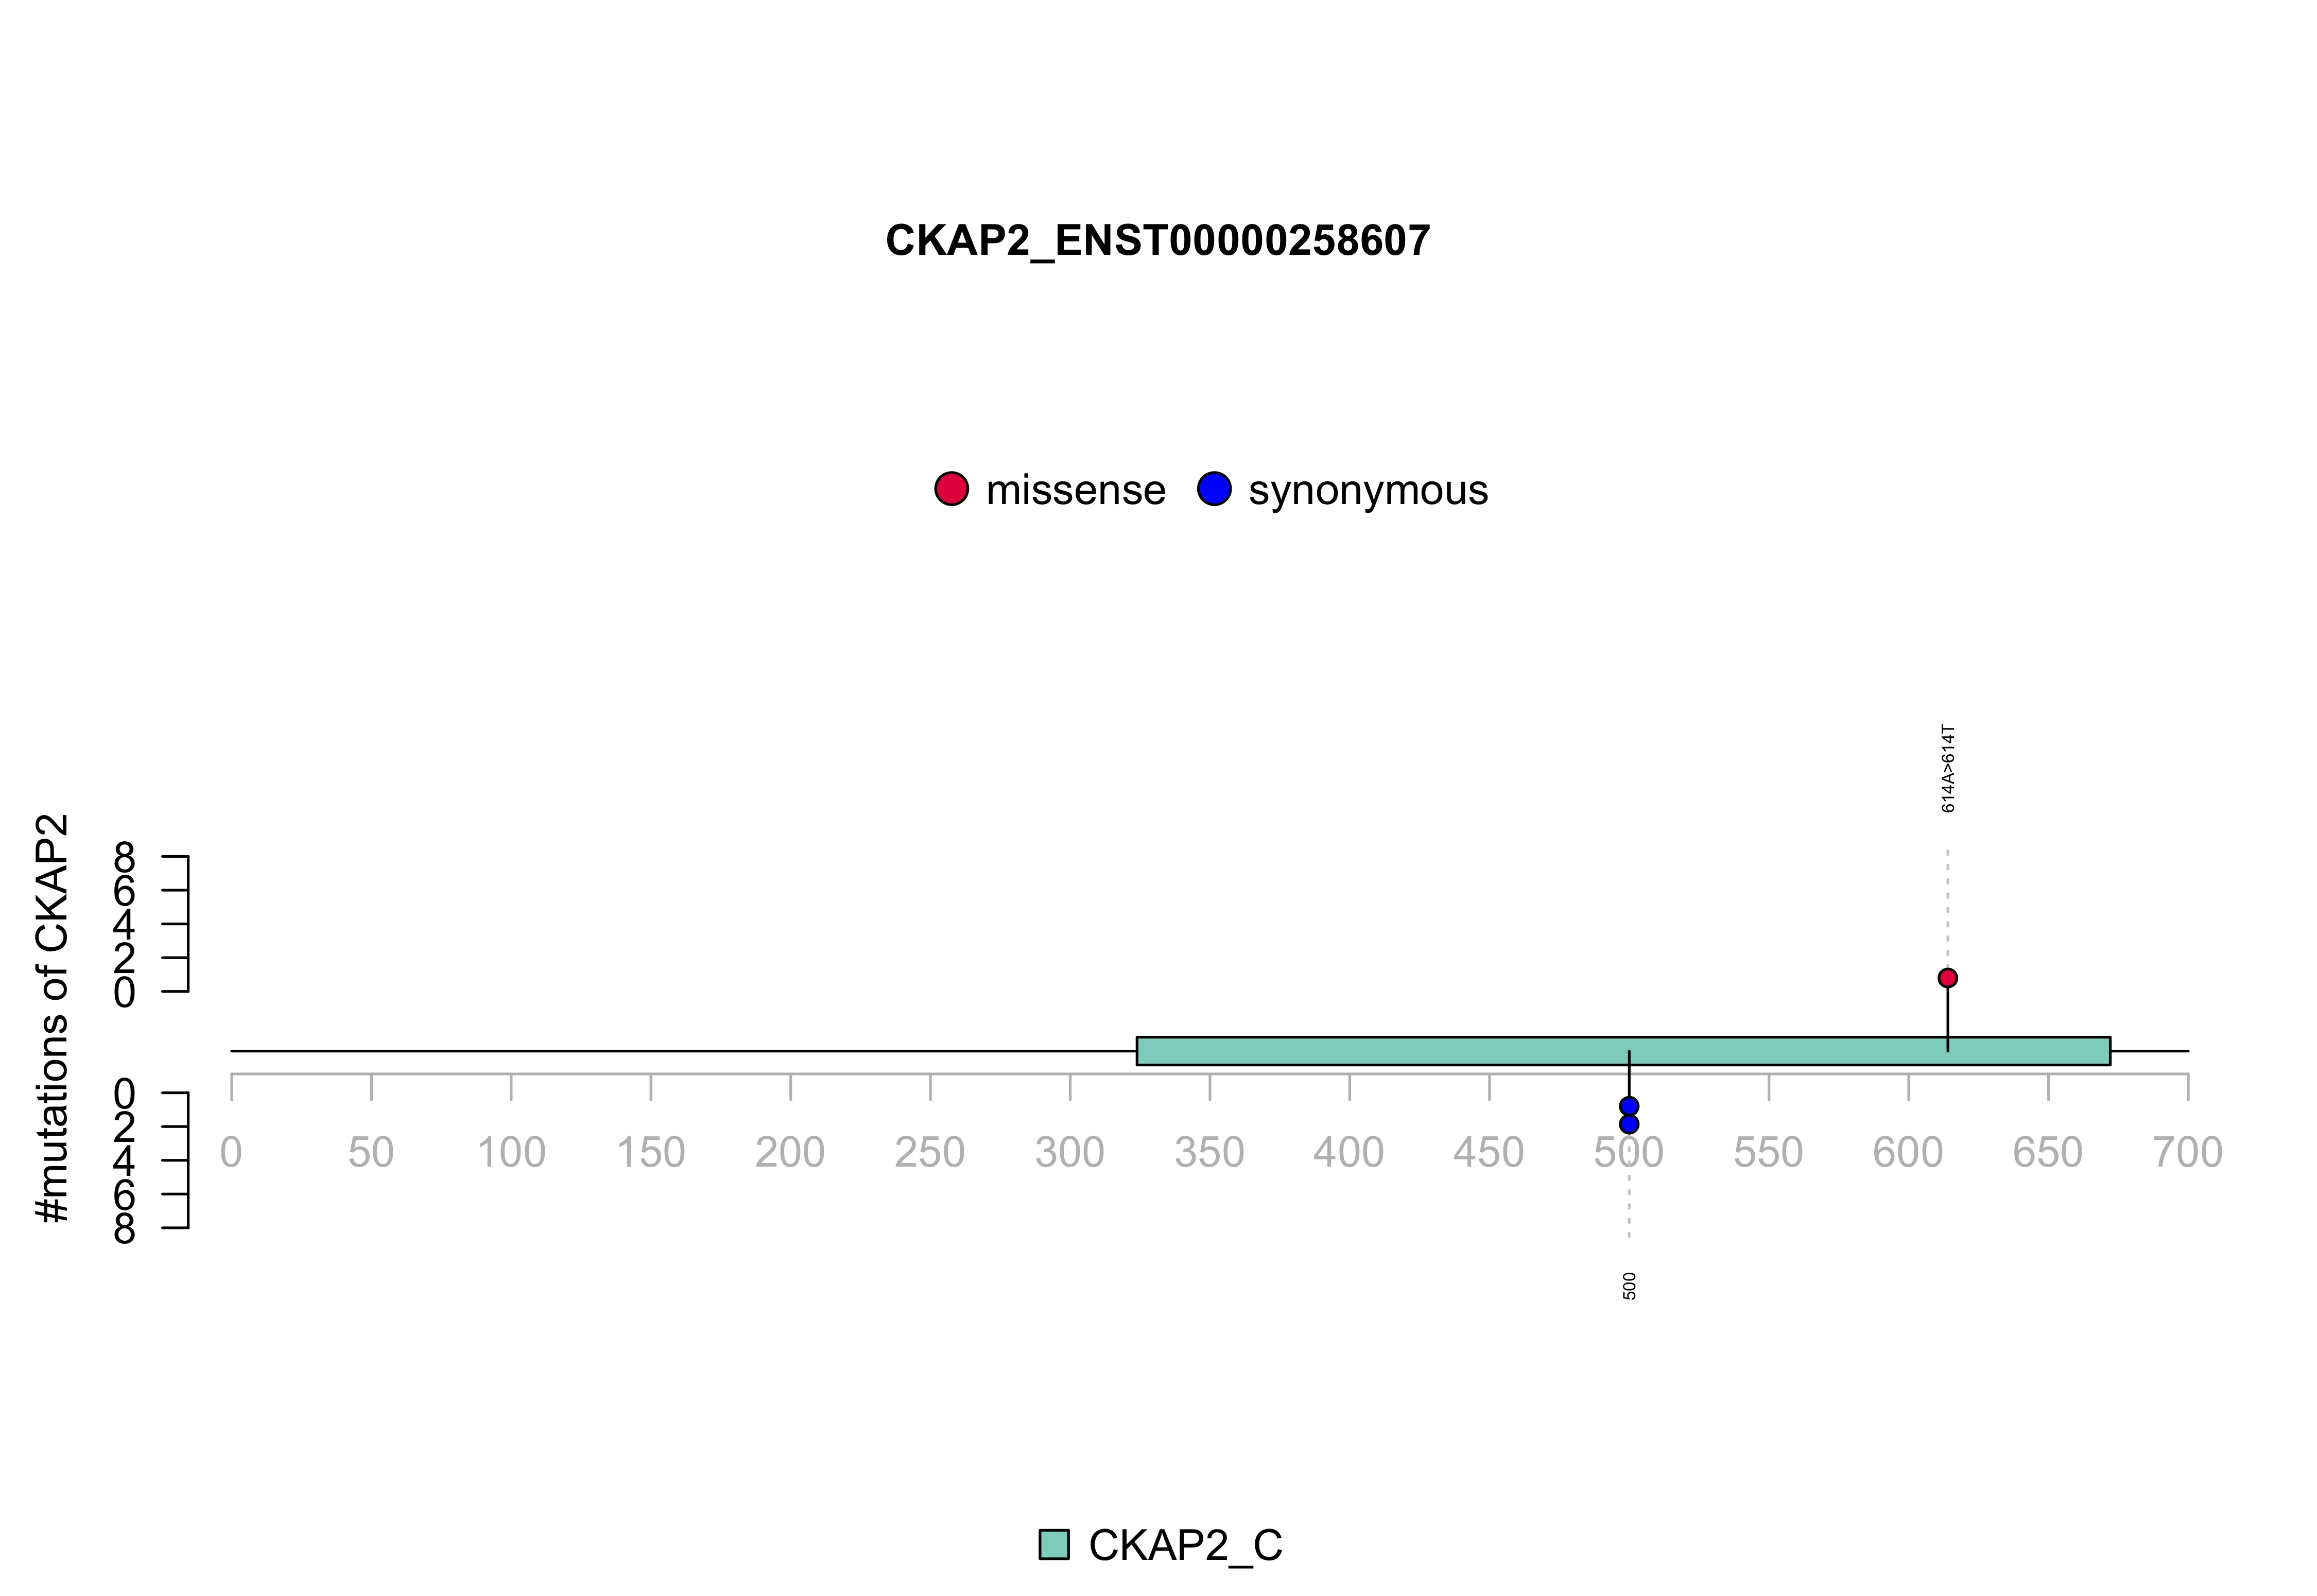 CKAP2_ENST00000258607
missense synonymous
614A>614T
#mutations of CKAP2
8
6
4
2
0
0
2
4
6
8
0 50 100 150 200 250 300 350 400 450 500 550 600 650 700
500
CKAP2_C